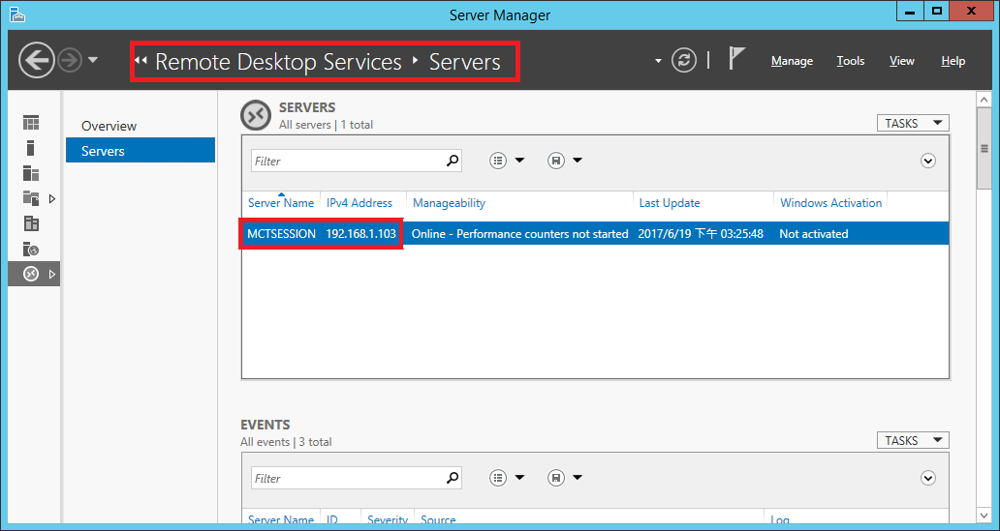 Server Manager
Remote Desktop Services Servers
Manage Tools View Help
Overview
Servers
SERVERS
All servers | 1 total
TASKS
Filter
Server Name IPv4 Address Manageability Last Update Windows Activation
MCTSESSION 192.168.1.103 Online - Performance counters not started 2017/6/19 下午 03:25:48 Not activated
EVENTS
All events | 3 total
TASKS
Filter
Server Name ID Severity Source Log